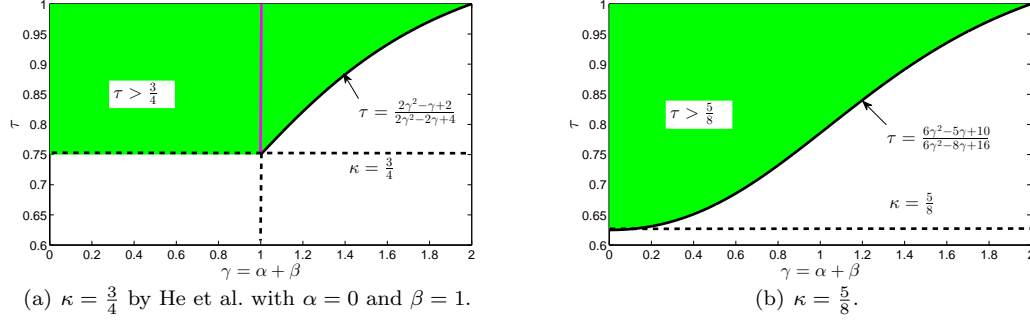 1
0.95
0.9
0.85
0.8
0.75
0.7
0.65
0.6
τ
τ > 3/4
τ = (2γ²−γ+2)/(2γ²−2γ+4)
κ = 3/4
0 0.2 0.4 0.6 0.8 1 1.2 1.4 1.6 1.8 2
γ = α + β
(a) κ = 3/4 by He et al. with α = 0 and β = 1.
1
0.95
0.9
0.85
0.8
0.75
0.7
0.65
0.6
τ
τ > 5/8
τ = (6γ²−5γ+10)/(6γ²−8γ+16)
κ = 5/8
0 0.2 0.4 0.6 0.8 1 1.2 1.4 1.6 1.8 2
γ = α + β
(b) κ = 5/8.